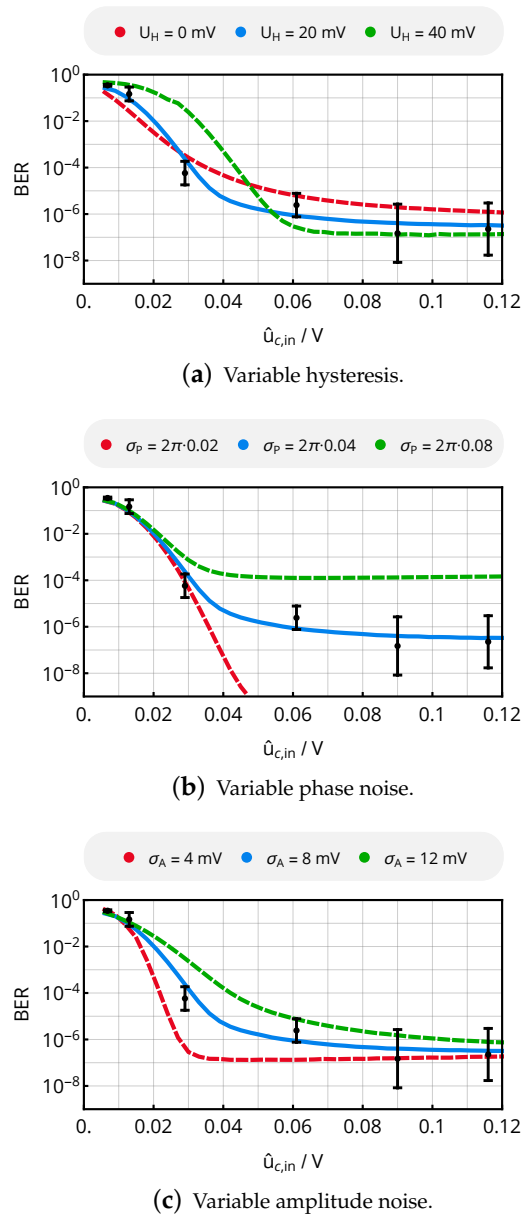 U_H = 0 mV U_H = 20 mV U_H = 40 mV
10^0
10^-2
10^-4
10^-6
10^-8
BER
0. 0.02 0.04 0.06 0.08 0.1 0.12
û_c,in / V
(a) Variable hysteresis.
σ_P = 2π·0.02 σ_P = 2π·0.04 σ_P = 2π·0.08
10^0
10^-2
10^-4
10^-6
10^-8
BER
0. 0.02 0.04 0.06 0.08 0.1 0.12
û_c,in / V
(b) Variable phase noise.
σ_A = 4 mV σ_A = 8 mV σ_A = 12 mV
10^0
10^-2
10^-4
10^-6
10^-8
BER
0. 0.02 0.04 0.06 0.08 0.1 0.12
û_c,in / V
(c) Variable amplitude noise.